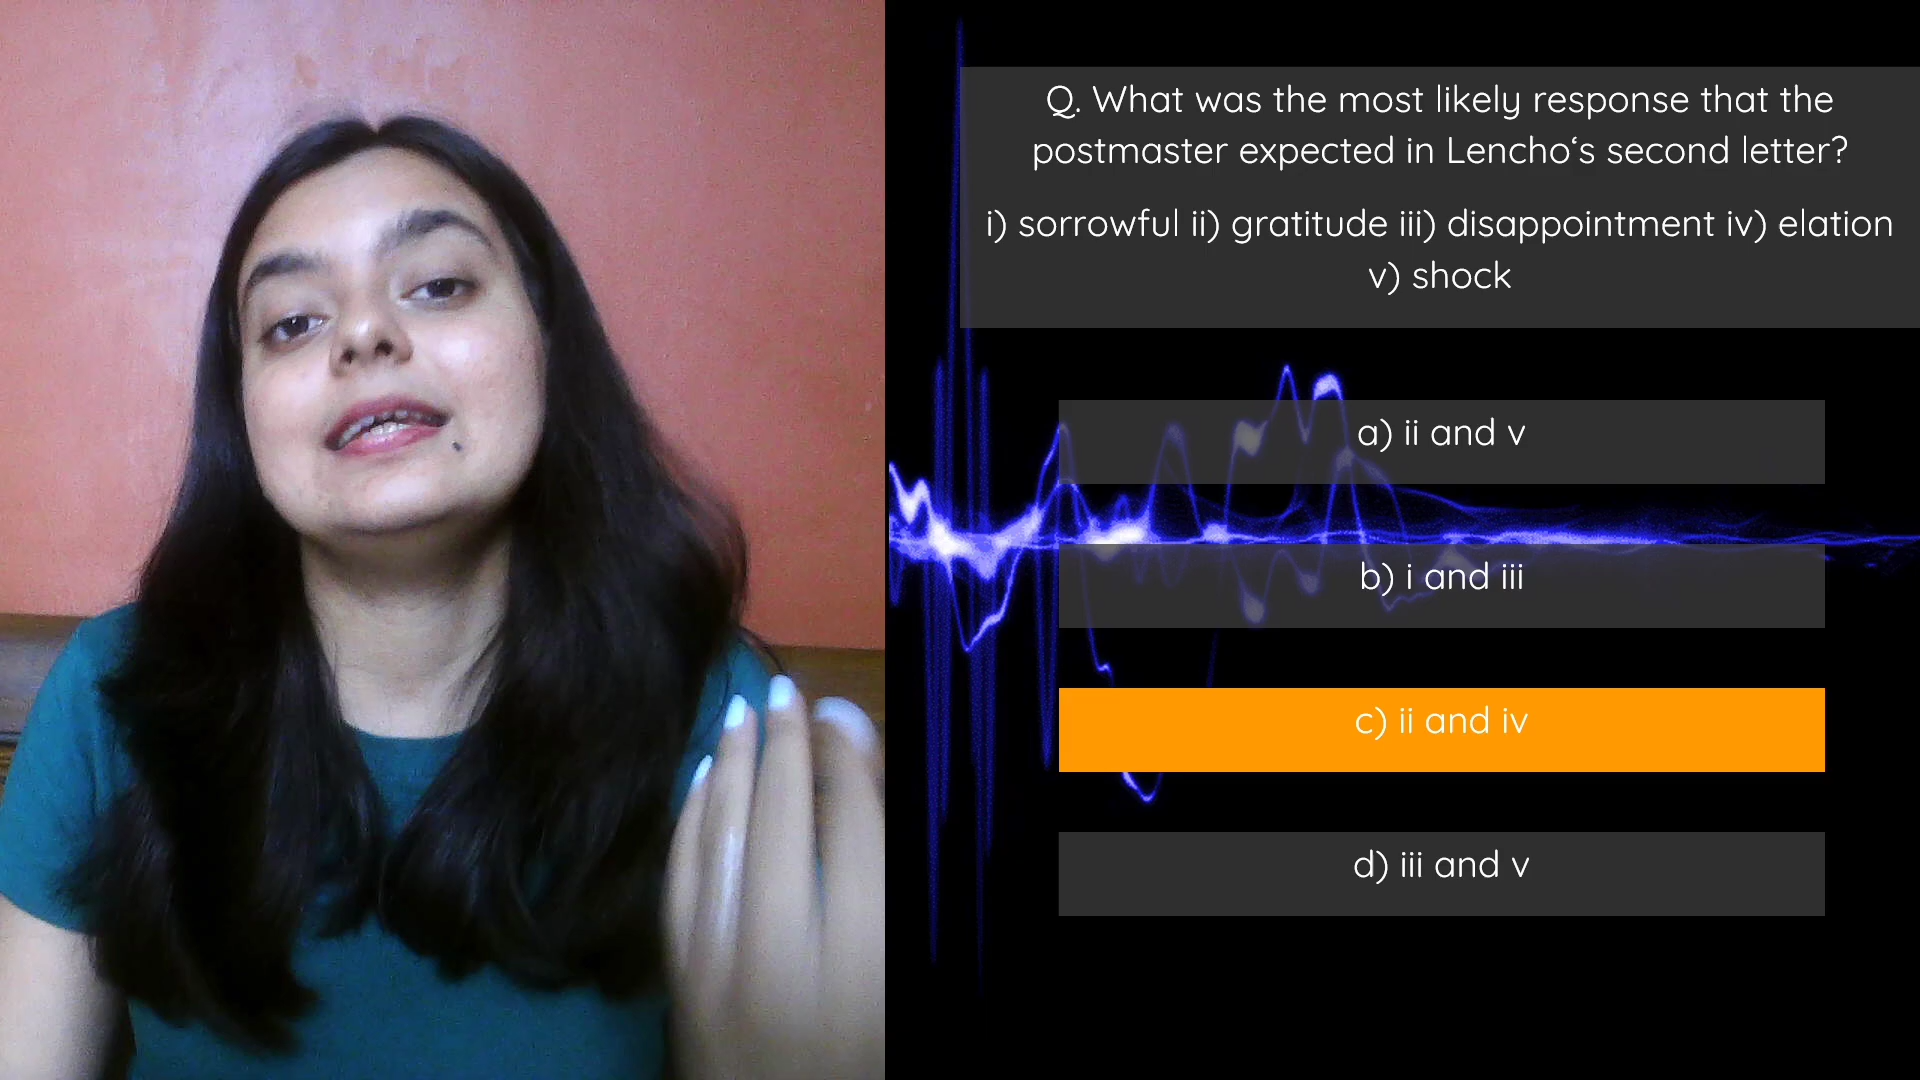 Q. What was the most likely response that the
postmaster expected in Lencho‘s second letter?
i) sorrowful ii) gratitude iii) disappointment iv) elation
v) shock
a) ii and v
b) i and iii
c) ii and iv
d) iii and v